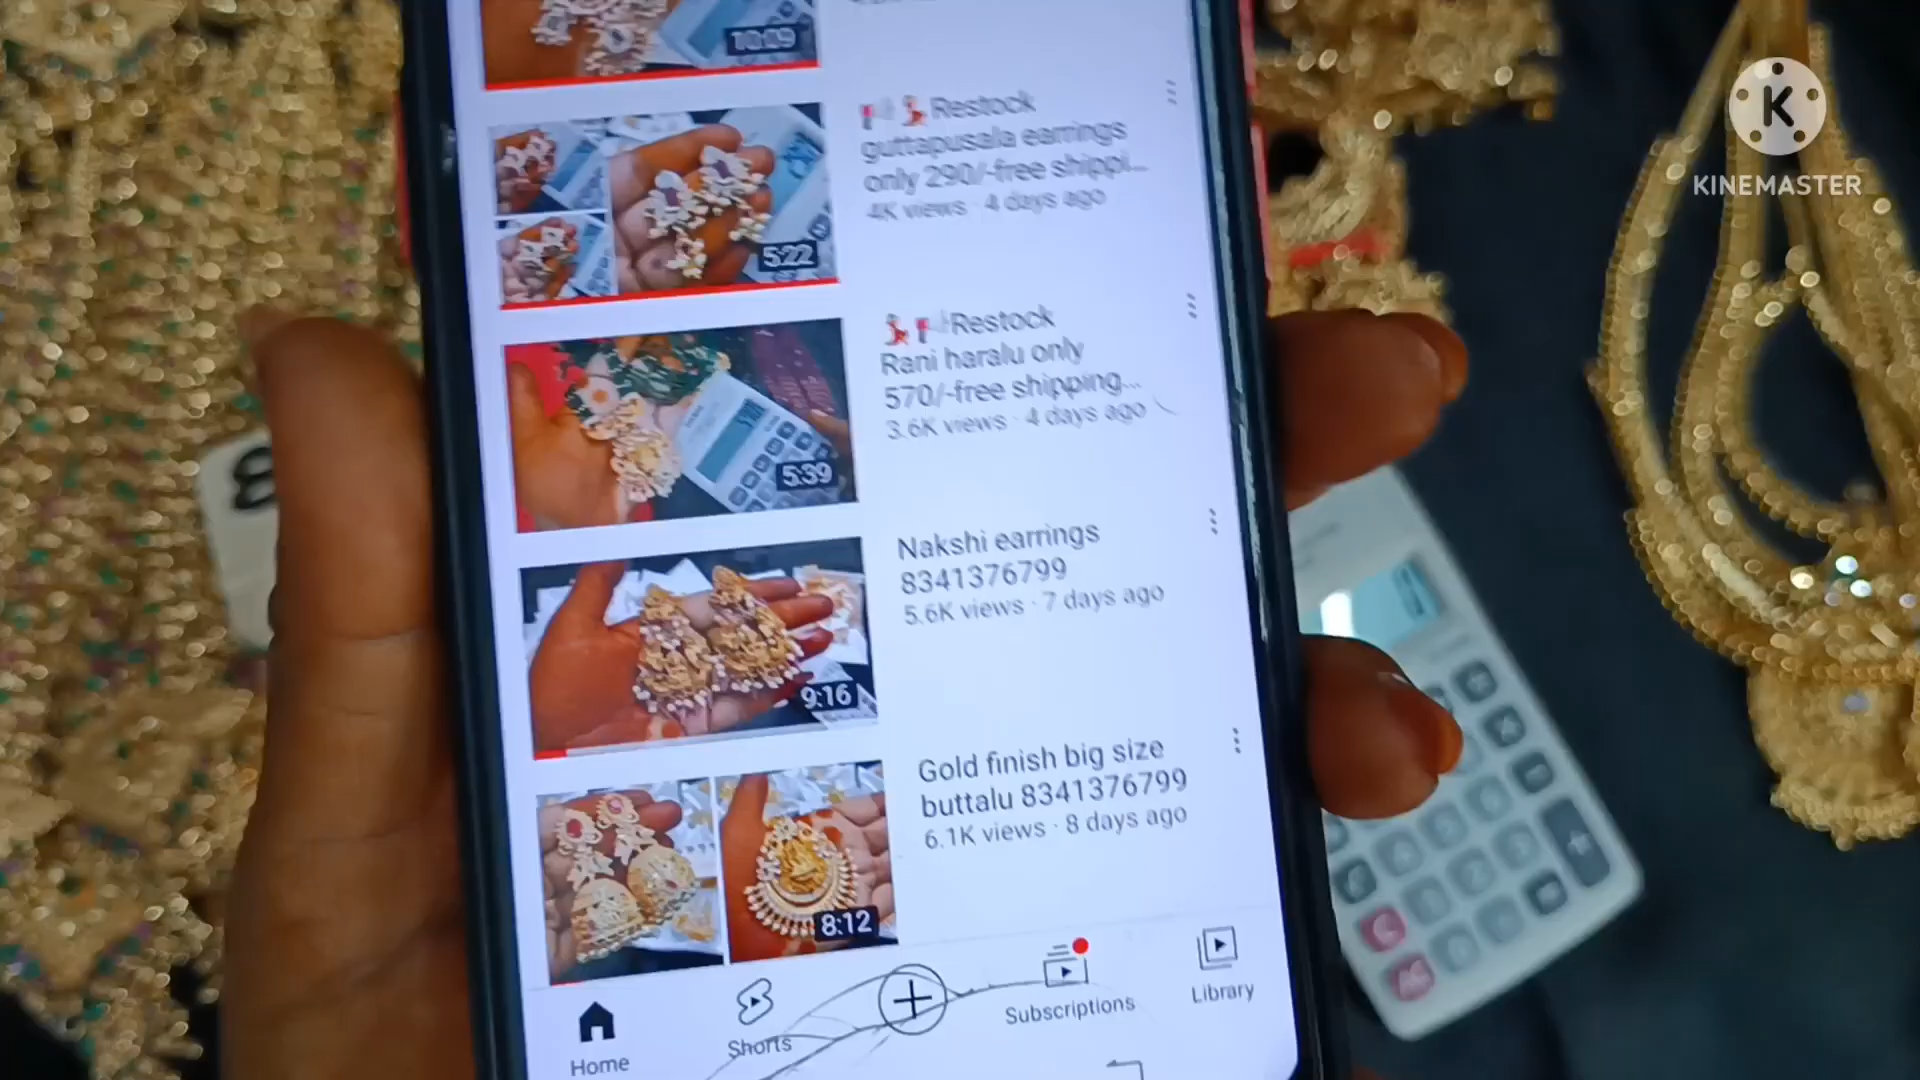 10:09
Restock
guttapusala earrings
only 290/-free shippi...
4K views · 4 days ago
5:22
Restock
Rani haralu only
570/-free shipping...
3.6K views · 4 days ago
5:39
Nakshi earrings
8341376799
5.6K views · 7 days ago
9:16
Gold finish big size
buttalu 8341376799
6.1K views · 8 days ago
8:12
Home
Shorts
Subscriptions
Library
K
KINEMASTER
8